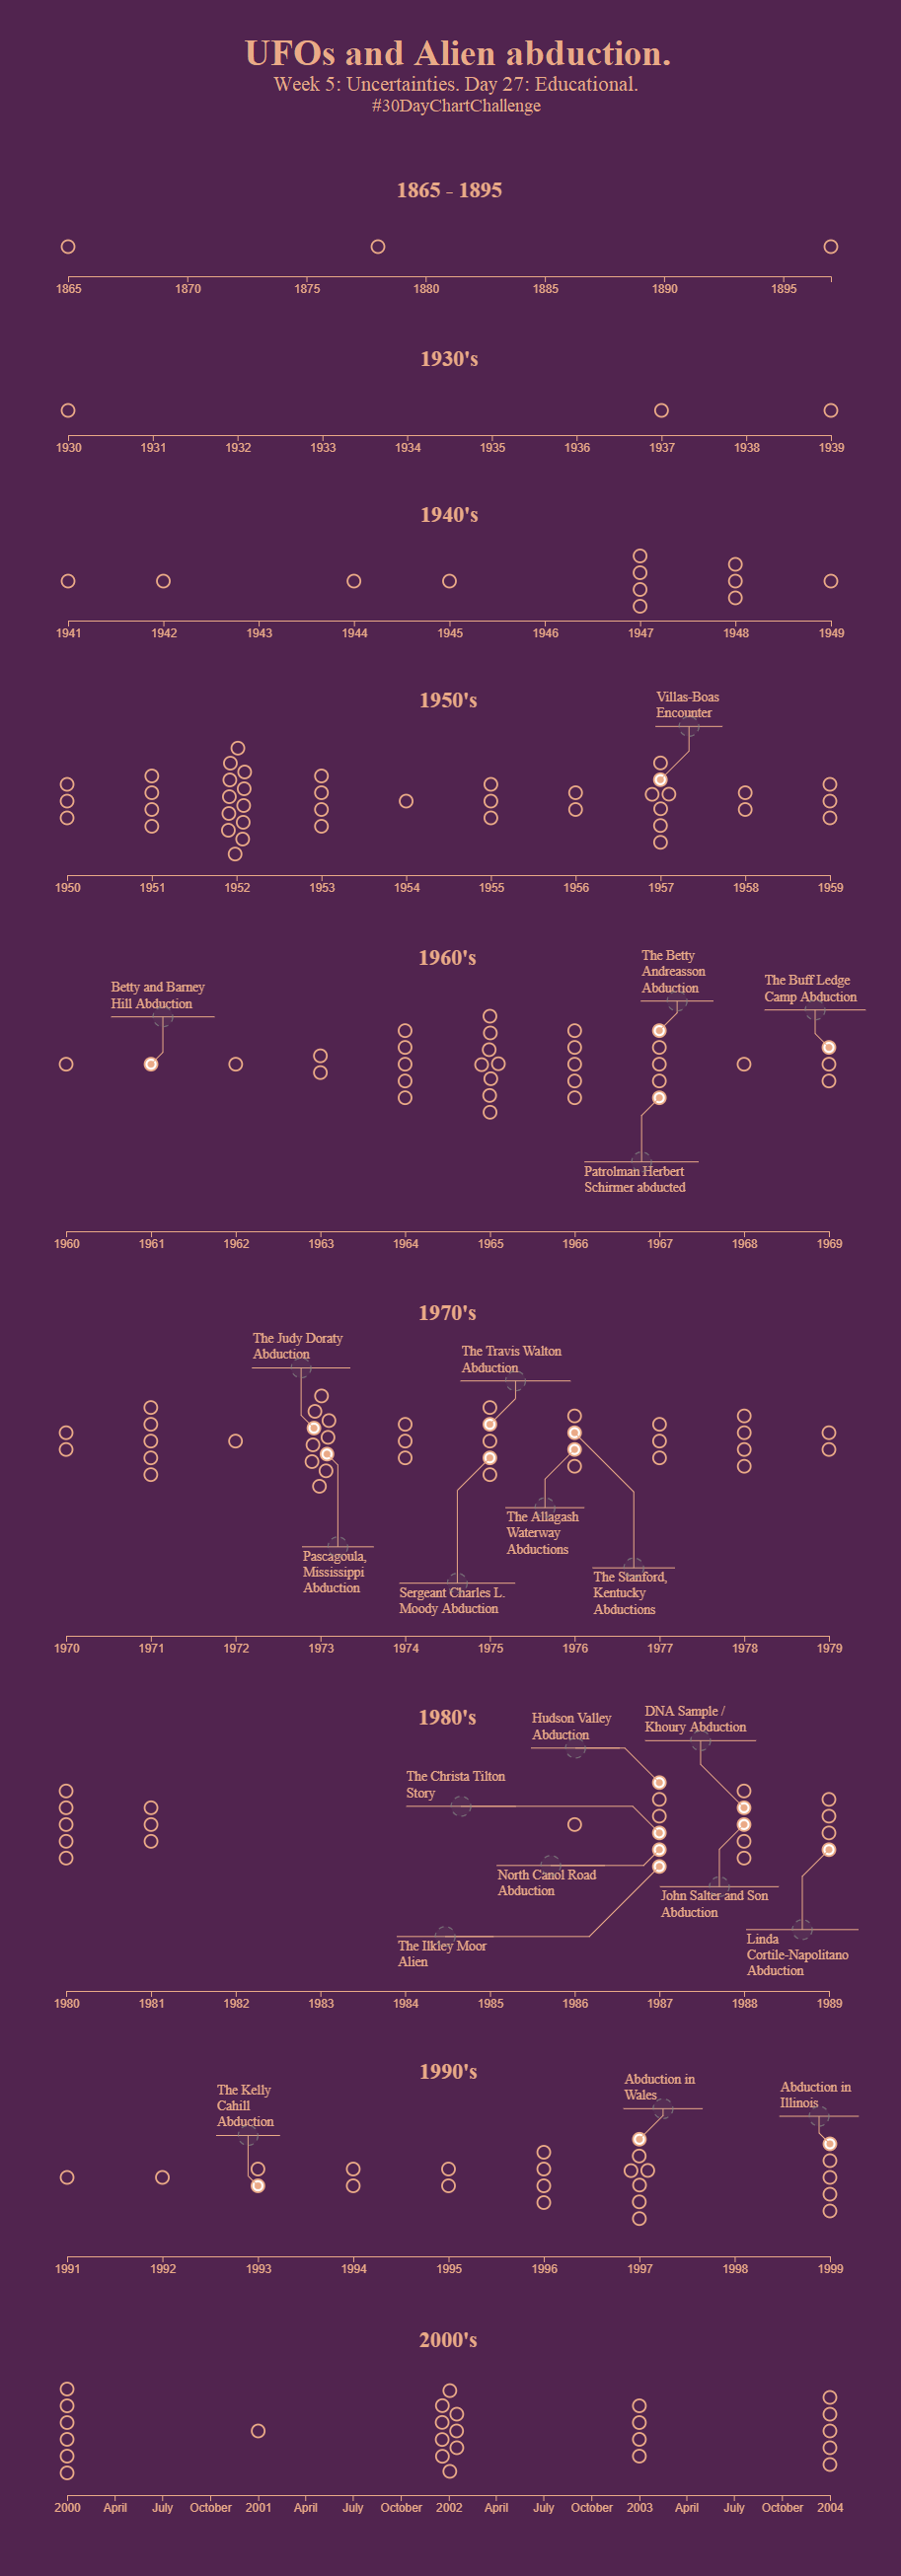 UFOs and Alien abduction.
Week 5: Uncertainties. Day 27: Educational.
#30DayChartChallenge
1865 - 1895
1865 1870 1875 1880 1885 1890 1895
1930's
1930 1931 1932 1933 1934 1935 1936 1937 1938 1939
1940's
1941 1942 1943 1944 1945 1946 1947 1948 1949
1950's
Villas-Boas
Encounter
1950 1951 1952 1953 1954 1955 1956 1957 1958 1959
1960's
Betty and Barney
Hill Abduction
The Betty
Andreasson
Abduction
The Buff Ledge
Camp Abduction
Patrolman Herbert
Schirmer abducted
1960 1961 1962 1963 1964 1965 1966 1967 1968 1969
1970's
The Judy Doraty
Abduction
The Travis Walton
Abduction
Pascagoula,
Mississippi
Abduction
Sergeant Charles L.
Moody Abduction
The Allagash
Waterway
Abductions
The Stanford,
Kentucky
Abductions
1970 1971 1972 1973 1974 1975 1976 1977 1978 1979
1980's
Hudson Valley
Abduction
DNA Sample /
Khoury Abduction
The Christa Tilton
Story
North Canol Road
Abduction
The Ilkley Moor
Alien
John Salter and Son
Abduction
Linda
Cortile-Napolitano
Abduction
1980 1981 1982 1983 1984 1985 1986 1987 1988 1989
1990's
The Kelly
Cahill
Abduction
Abduction in
Wales
Abduction in
Illinois
1991 1992 1993 1994 1995 1996 1997 1998 1999
2000's
2000 April July October 2001 April July October 2002 April July October 2003 April July October 2004